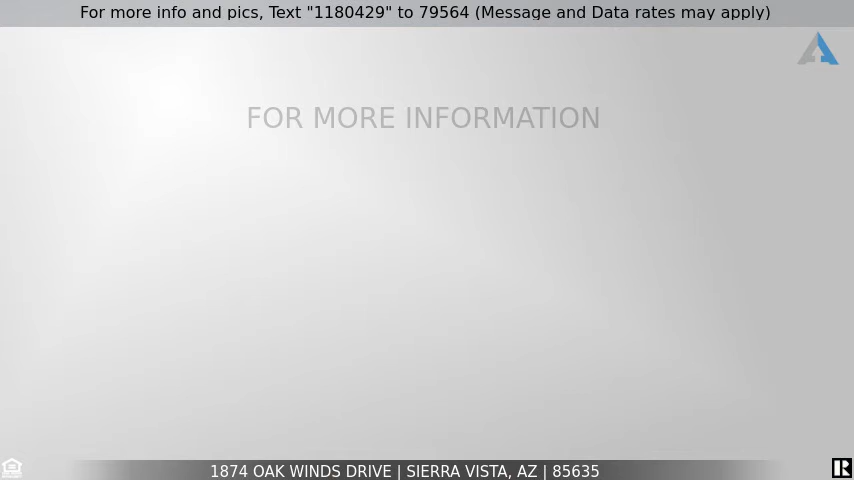 For more info and pics, Text "1180429" to 79564 (Message and Data rates may apply)
FOR MORE INFORMATION
1874 OAK WINDS DRIVE | SIERRA VISTA, AZ | 85635